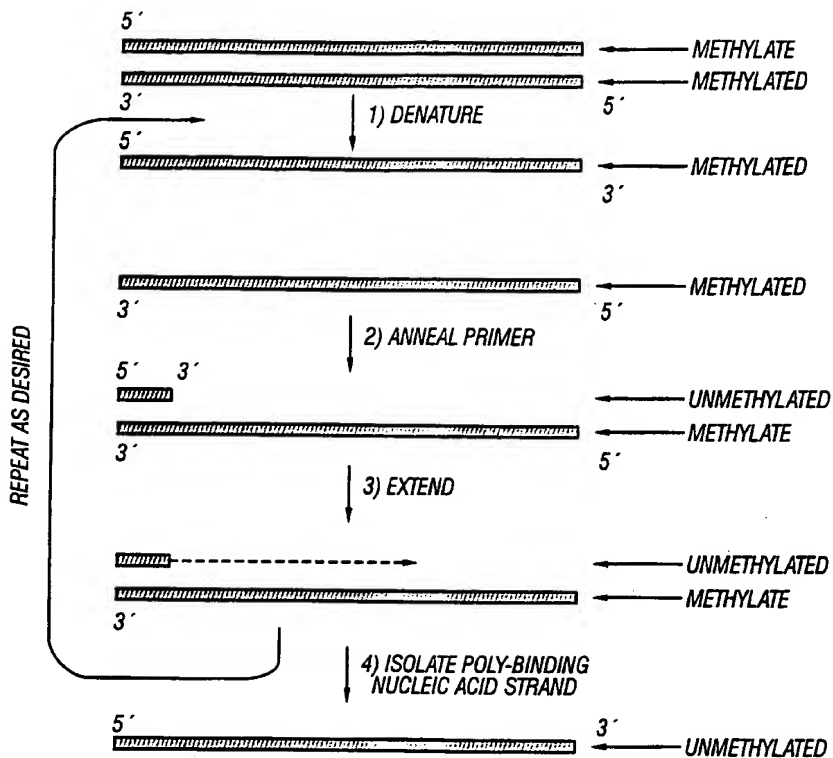 5´
METHYLATE
METHYLATED
3´
5´
1) DENATURE
5´
METHYLATED
3´
METHYLATED
3´
5´
2) ANNEAL PRIMER
5´ 3´
UNMETHYLATED
METHYLATE
3´
5´
3) EXTEND
UNMETHYLATED
METHYLATE
3´
REPEAT AS DESIRED
4) ISOLATE POLY-BINDING
NUCLEIC ACID STRAND
5´
3´
UNMETHYLATED